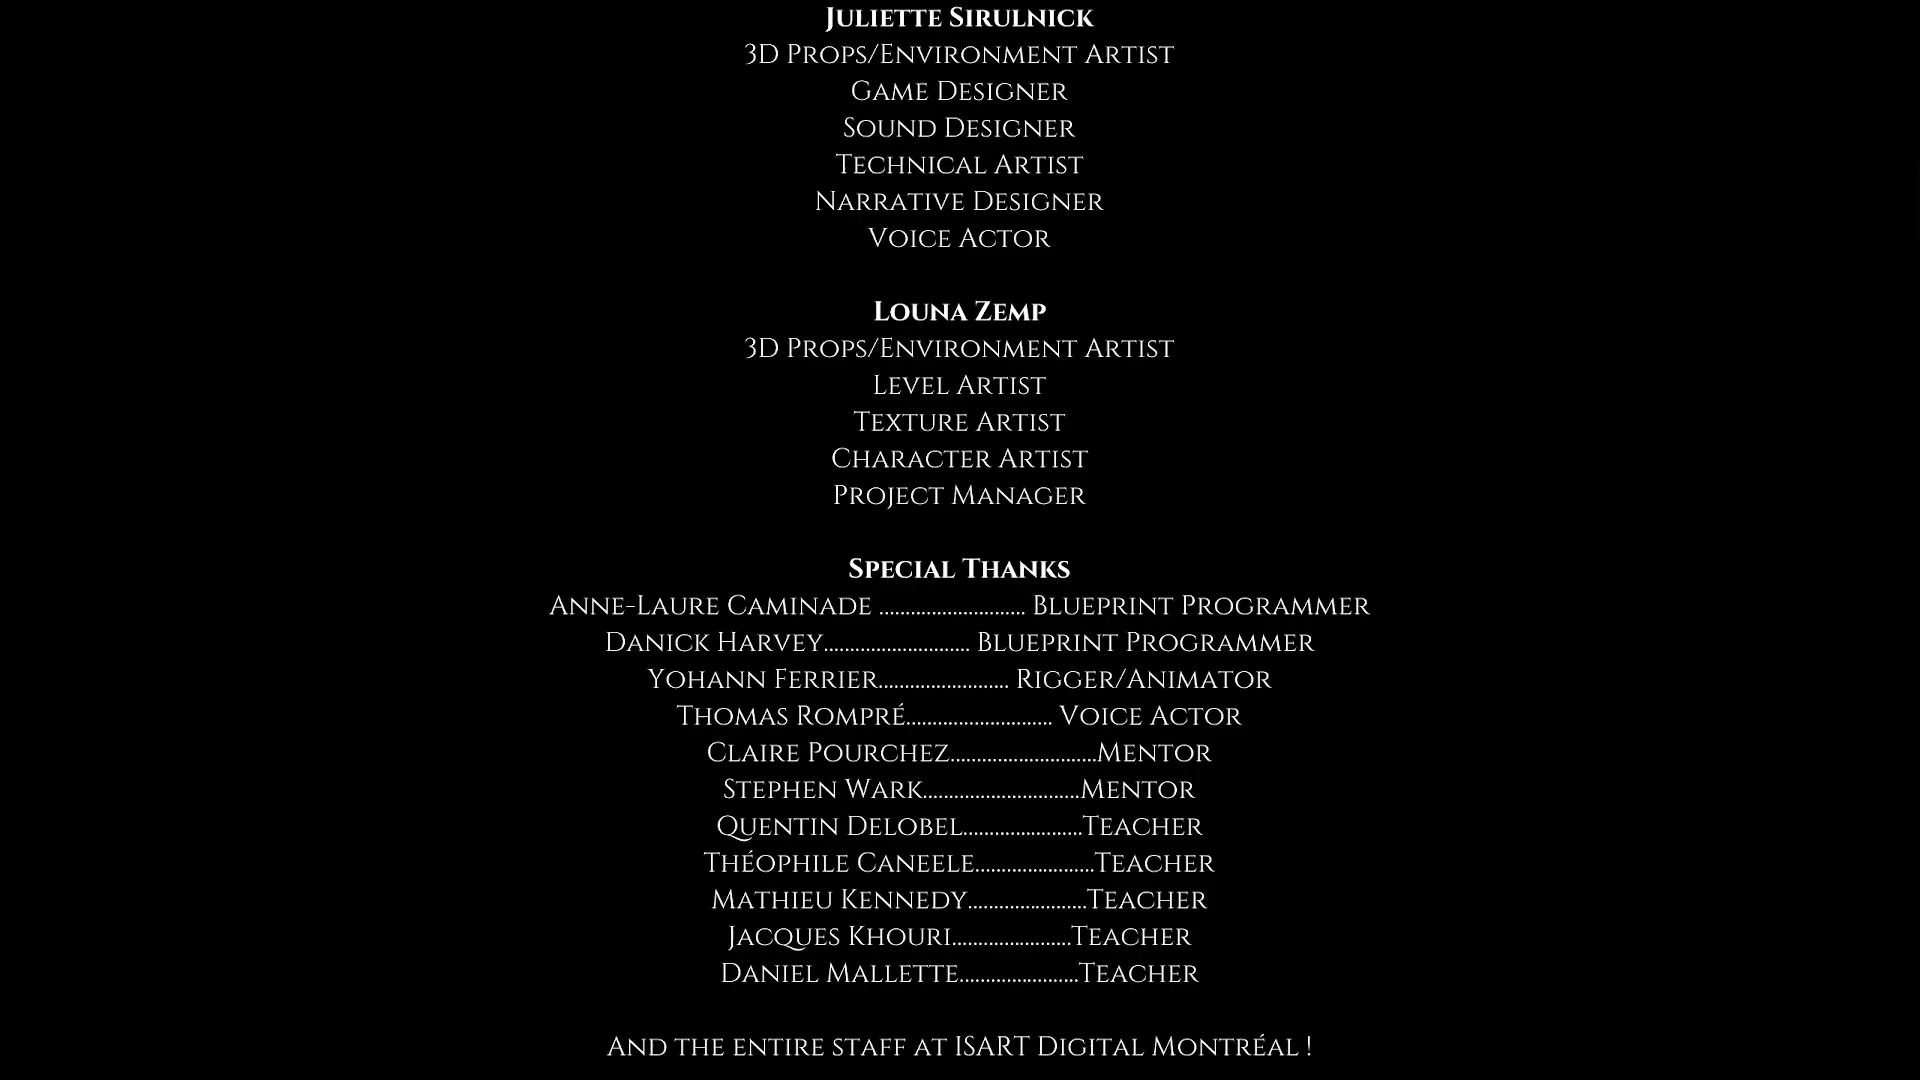 Juliette Sirulnick
3D Props/Environment Artist
Game Designer
Sound Designer
Technical Artist
Narrative Designer
Voice Actor
Louna Zemp
3D Props/Environment Artist
Level Artist
Texture Artist
Character Artist
Project Manager
Special Thanks
Anne-Laure Caminade ............................ Blueprint Programmer
Danick Harvey............................ Blueprint Programmer
Yohann Ferrier......................... Rigger/Animator
Thomas Rompré............................ Voice Actor
Claire Pourchez............................Mentor
Stephen Wark..............................Mentor
Quentin Delobel.......................Teacher
Théophile Caneele.......................Teacher
Mathieu Kennedy.......................Teacher
Jacques Khouri.......................Teacher
Daniel Mallette.......................Teacher
And the entire staff at ISART Digital Montréal !